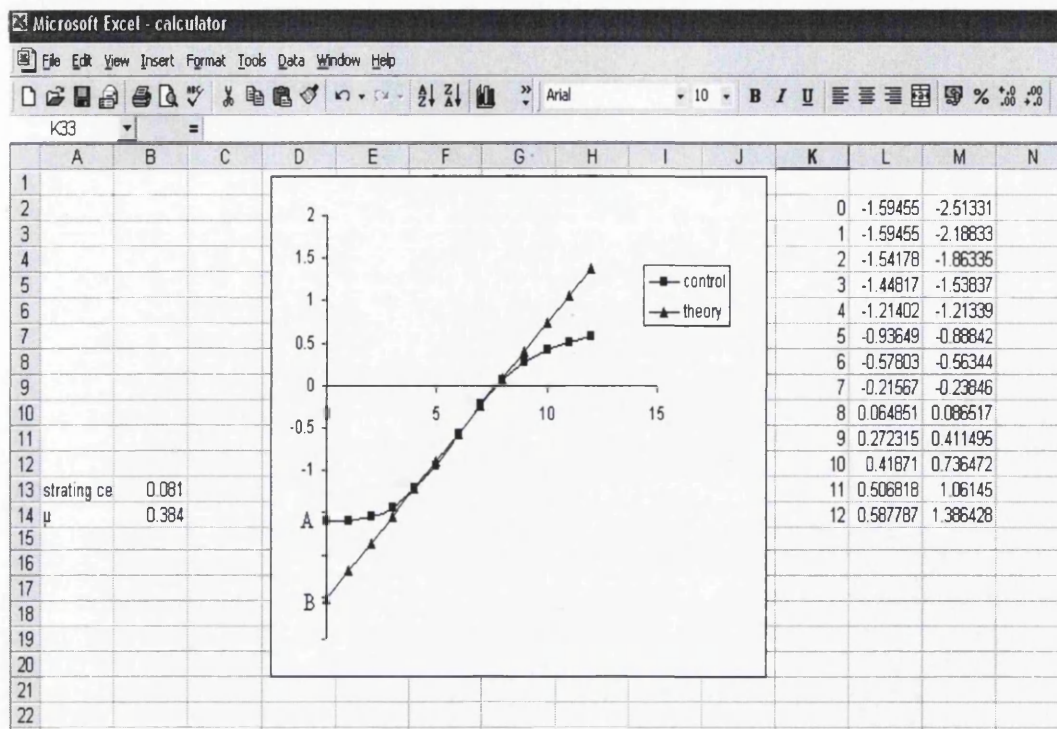 Microsoft Excel - calculator
File Edit View Insert Format Tools Data Window Help
Arial 10 B I U
K33 =
A B C D E F G H I J K L M N
1
2 0 -1.59455 -2.51331
3 1 -1.59455 -2.18833
4 2 -1.54178 -1.86335
5 3 -1.44817 -1.53837
6 4 -1.21402 -1.21339
7 5 -0.93649 -0.88842
8 6 -0.57803 -0.56344
9 7 -0.21567 -0.23846
10 8 0.064851 0.086517
11 9 0.272315 0.411495
12 10 0.41871 0.736472
13 strating ce 0.081 11 0.506818 1.06145
14 µ 0.384 12 0.587787 1.386428
15
16
17
18
19
20
21
22
2
1.5
1
0.5
0
-0.5
-1
A
B
0 5 10 15
control
theory